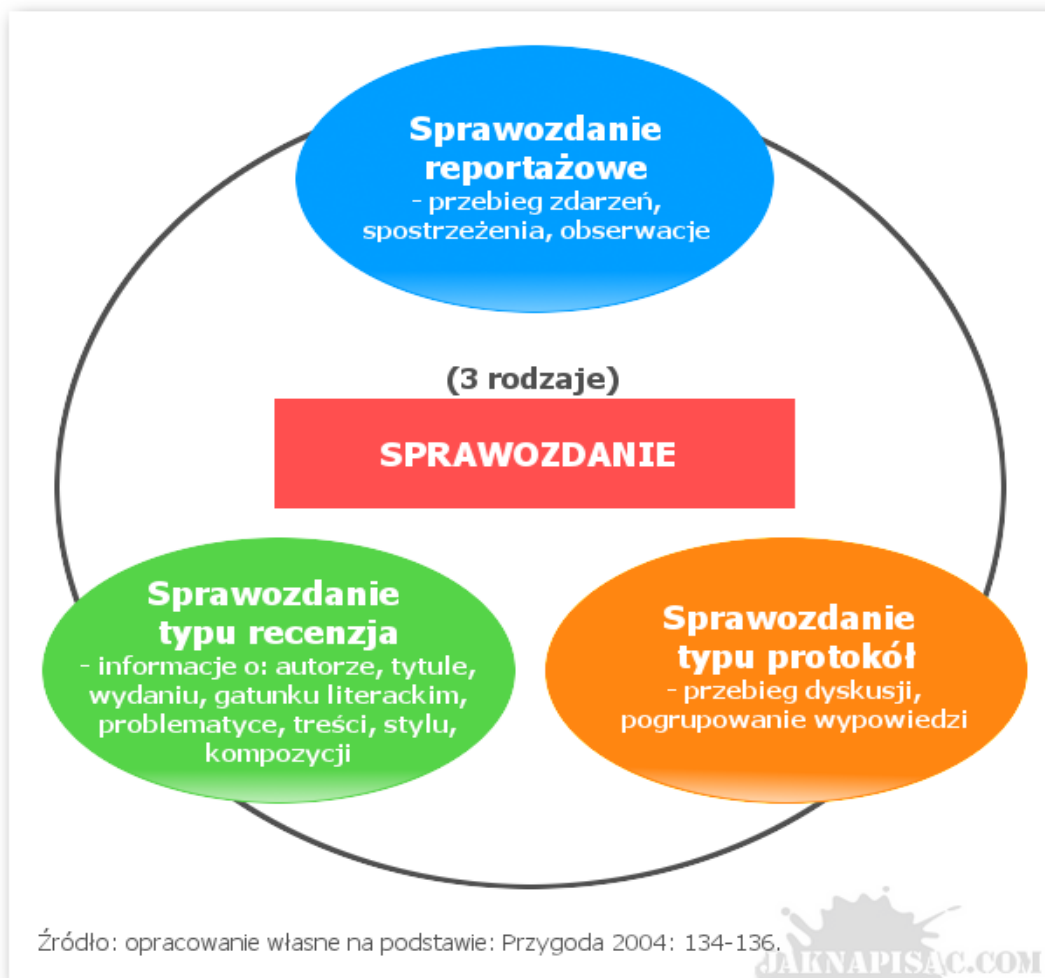 Sprawozdanie
reportażowe
- przebieg zdarzeń,
spostrzeżenia, obserwacje
(3 rodzaje)
SPRAWOZDANIE
Sprawozdanie
typu recenzja
- informacje o: autorze, tytule,
wydaniu, gatunku literackim,
problematyce, treści, stylu,
kompozycji
Sprawozdanie
typu protokół
- przebieg dyskusji,
pogrupowanie wypowiedzi
Źródło: opracowanie własne na podstawie: Przygoda 2004: 134-136.
JAKNAPISAC.COM